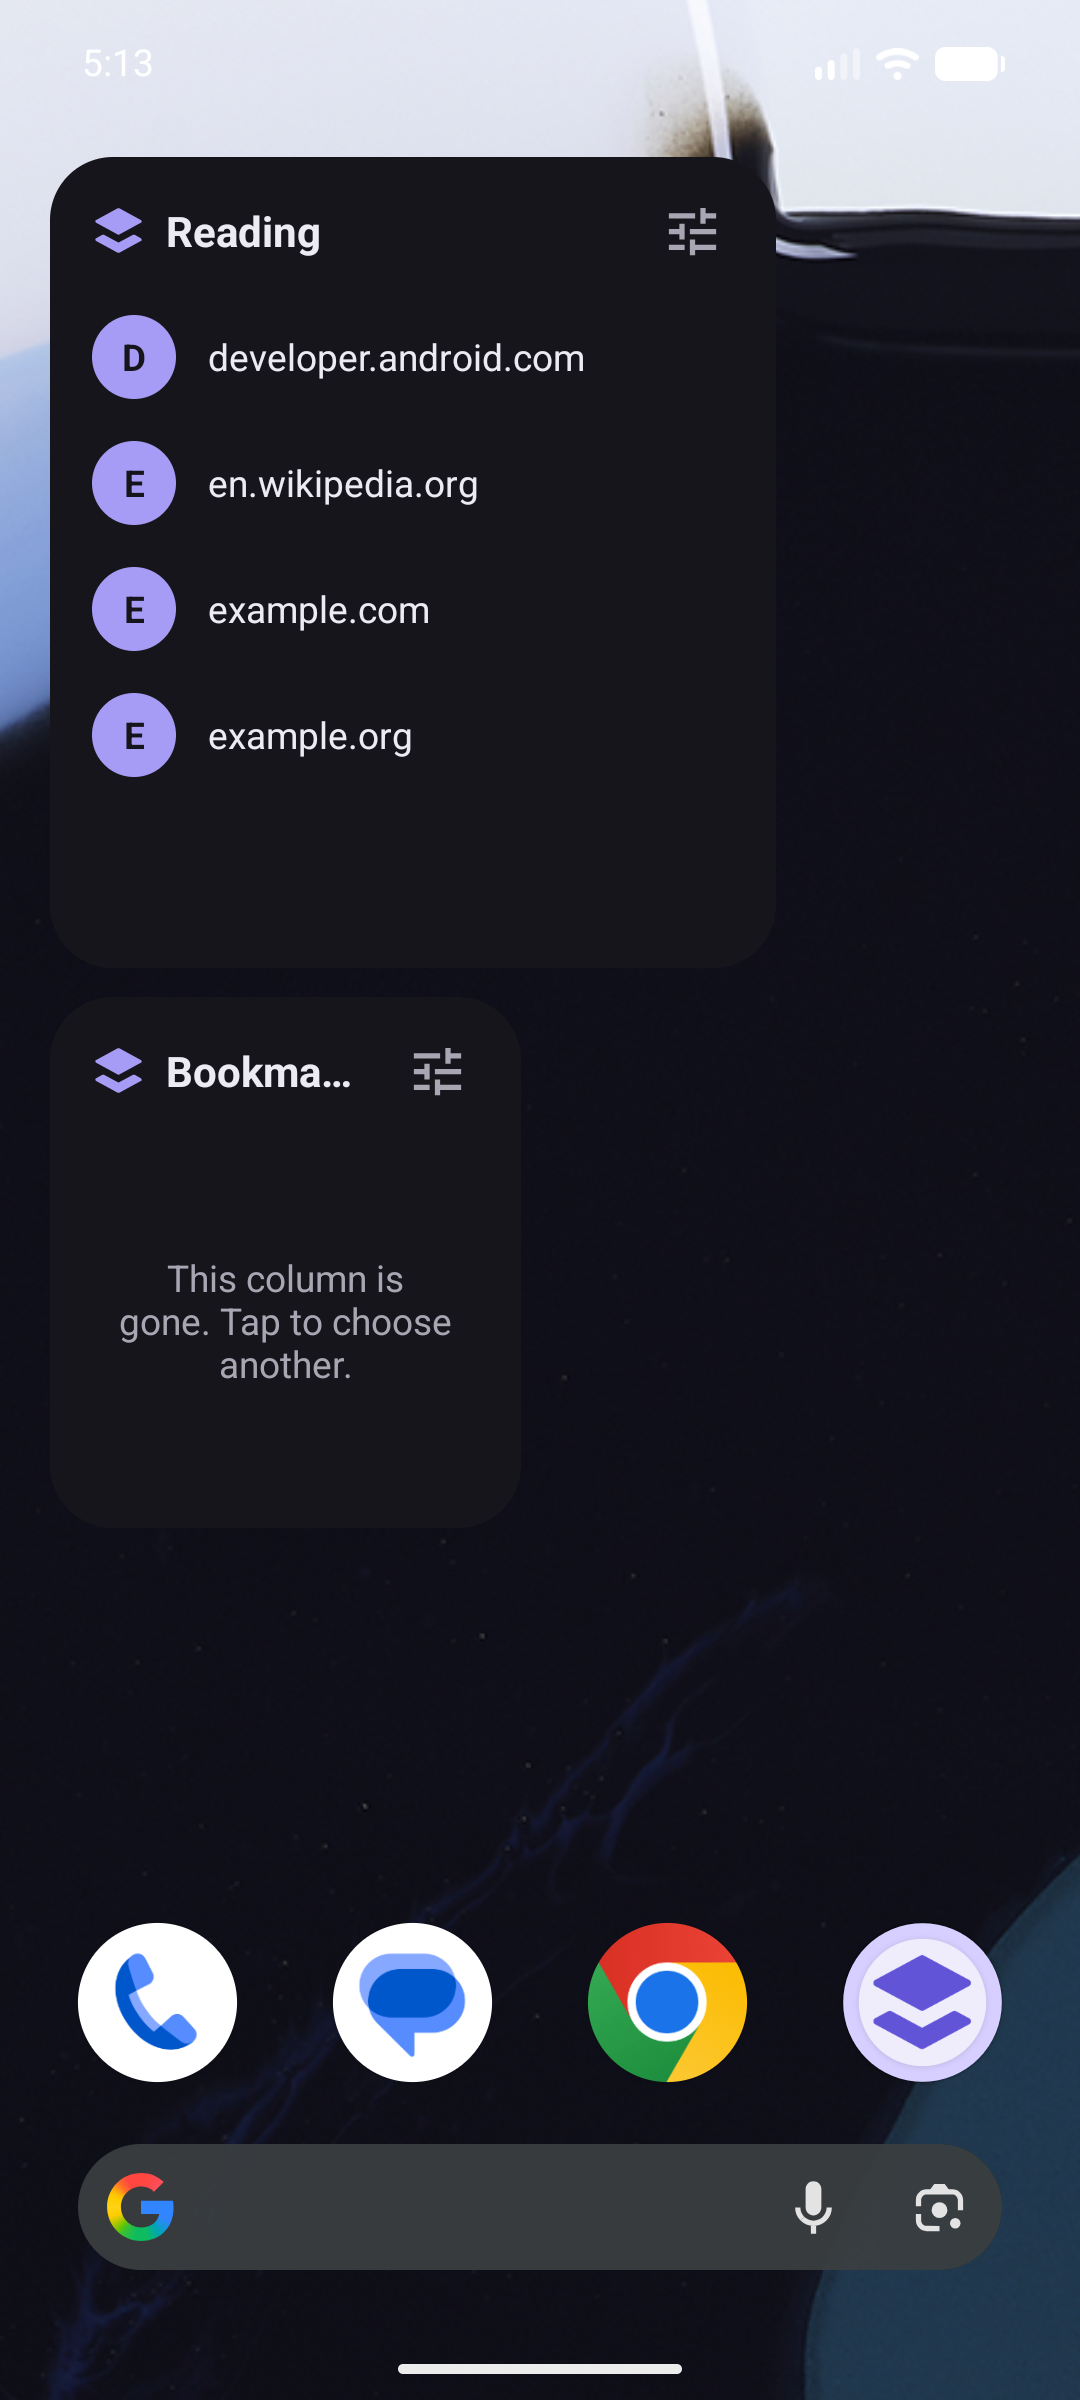 5:13
Reading
D developer.android.com
E en.wikipedia.org
E example.com
E example.org
Bookma...
This column is
gone. Tap to choose
another.